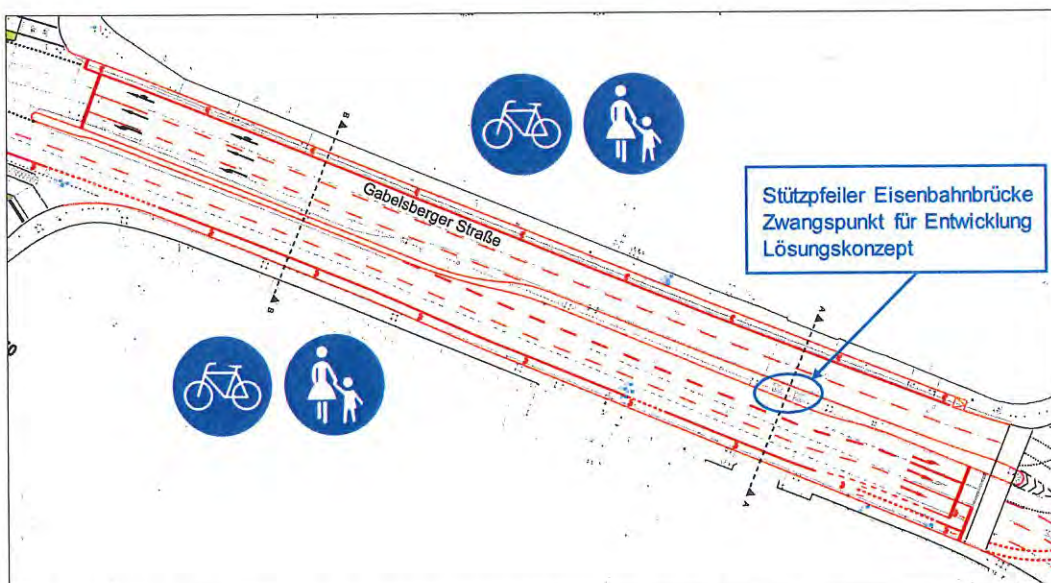 B
Gabelsberger Straße
Stützpfeiler Eisenbahnbrücke
Zwangspunkt für Entwicklung
Lösungskonzept
B
A
A